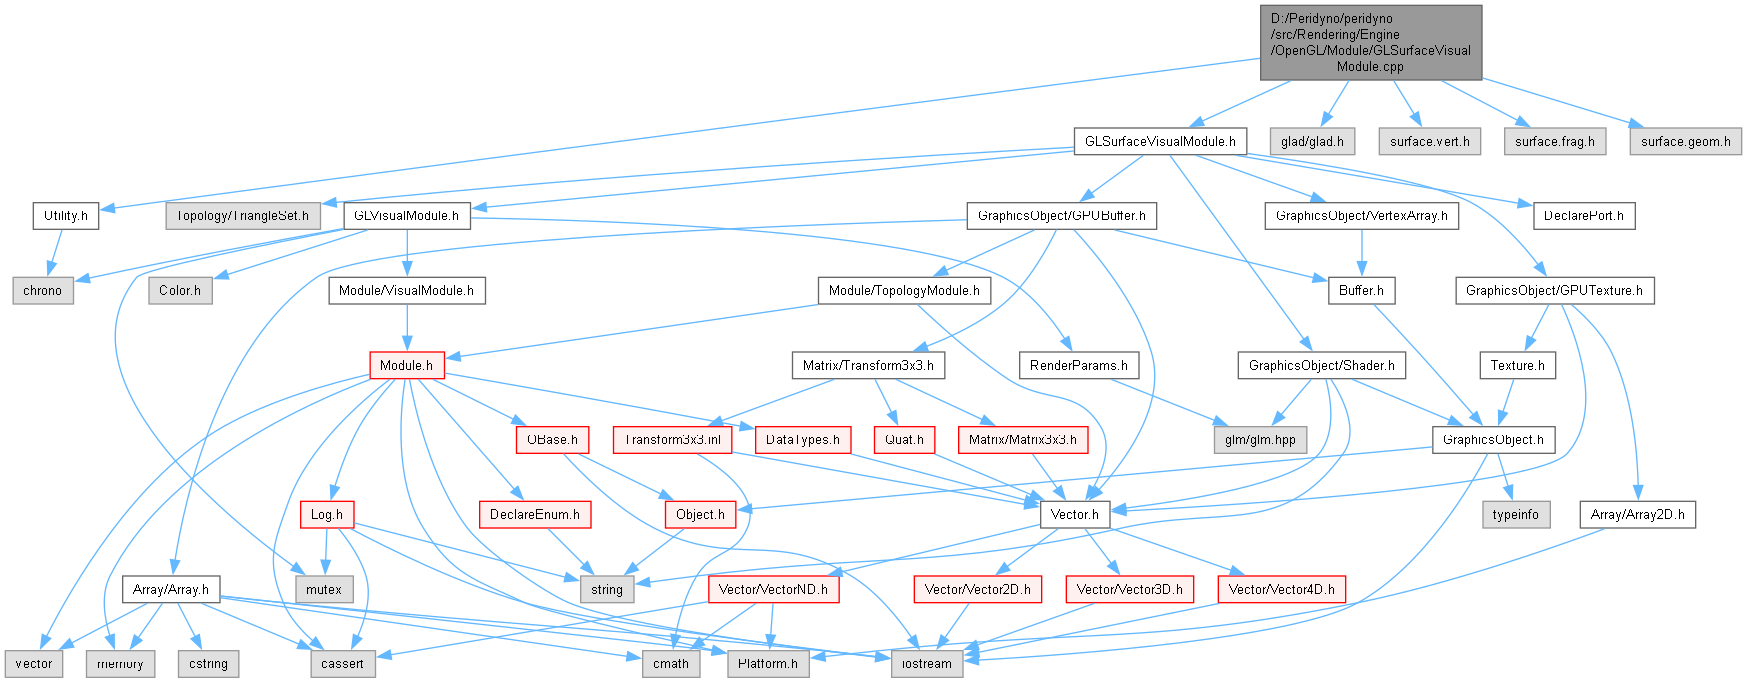 D:/Peridyno/peridyno
/src/Rendering/Engine
/OpenGL/Module/GLSurfaceVisual
Module.cpp
GLSurfaceVisualModule.h
glad/glad.h
surface.vert.h
surface.frag.h
surface.geom.h
Utility.h
Topology/TriangleSet.h
GLVisualModule.h
GraphicsObject/GPUBuffer.h
GraphicsObject/VertexArray.h
DeclarePort.h
chrono
Color.h
Module/VisualModule.h
Module/TopologyModule.h
Buffer.h
GraphicsObject/GPUTexture.h
Module.h
Matrix/Transform3x3.h
RenderParams.h
GraphicsObject/Shader.h
Texture.h
OBase.h
Transform3x3.inl
DataTypes.h
Quat.h
Matrix/Matrix3x3.h
glm/glm.hpp
GraphicsObject.h
Log.h
DeclareEnum.h
Object.h
Vector.h
typeinfo
Array/Array2D.h
Array/Array.h
mutex
string
Vector/VectorND.h
Vector/Vector2D.h
Vector/Vector3D.h
Vector/Vector4D.h
vector
memory
cstring
cassert
cmath
Platform.h
iostream